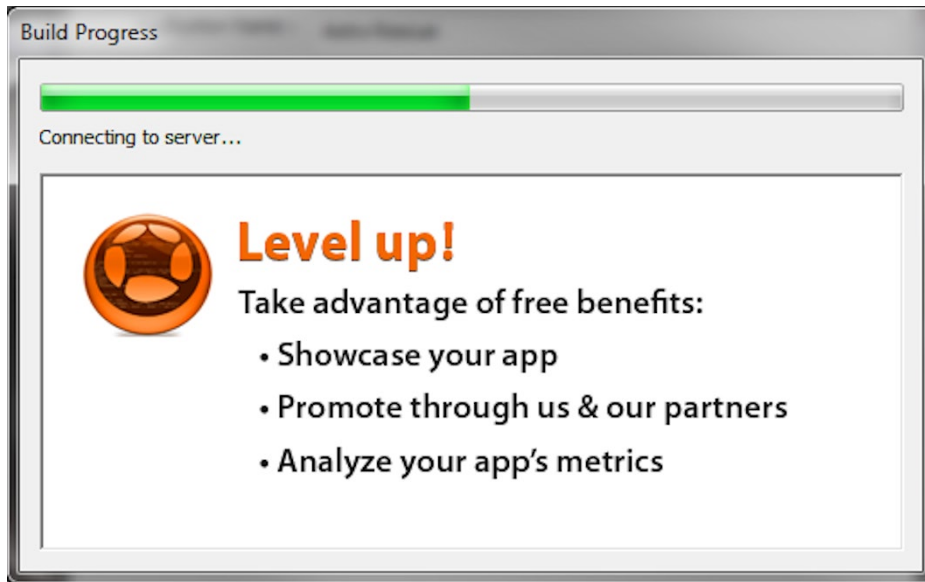 Build Progress
Connecting to server...
Level up!
Take advantage of free benefits:
• Showcase your app
• Promote through us & our partners
• Analyze your app's metrics